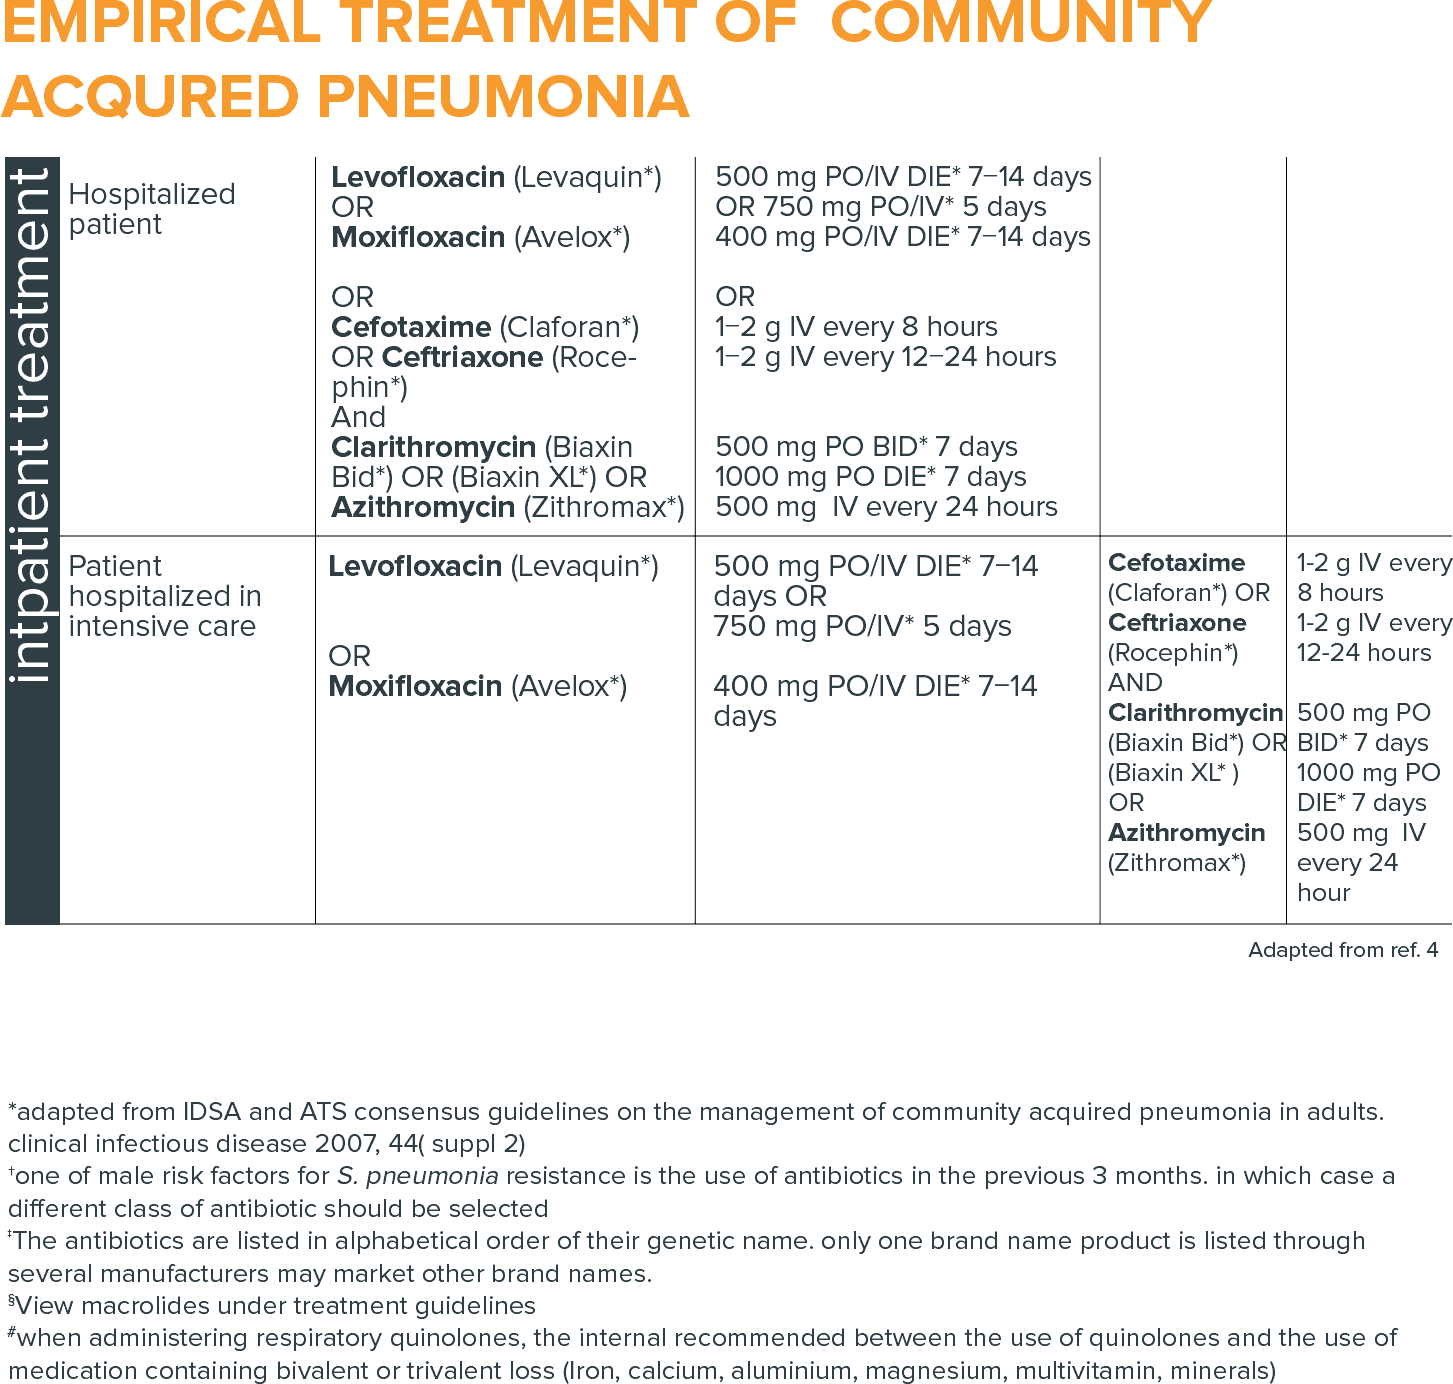 EMPIRICAL TREATMENT OF COMMUNITY
ACQURED PNEUMONIA
intpatient treatment
Hospitalized
patient
Levofloxacin (Levaquin*)
OR
Moxifloxacin (Avelox*)
OR
Cefotaxime (Claforan*)
OR Ceftriaxone (Roce-
phin*)
And
Clarithromycin (Biaxin
Bid*) OR (Biaxin XL*) OR
Azithromycin (Zithromax*)
500 mg PO/IV DIE* 7–14 days
OR 750 mg PO/IV* 5 days
400 mg PO/IV DIE* 7–14 days
OR
1–2 g IV every 8 hours
1–2 g IV every 12–24 hours
500 mg PO BID* 7 days
1000 mg PO DIE* 7 days
500 mg IV every 24 hours
Patient
hospitalized in
intensive care
Levofloxacin (Levaquin*)
OR
Moxifloxacin (Avelox*)
500 mg PO/IV DIE* 7–14
days OR
750 mg PO/IV* 5 days
400 mg PO/IV DIE* 7–14
days
Cefotaxime
(Claforan*) OR
Ceftriaxone
(Rocephin*)
AND
Clarithromycin
(Biaxin Bid*) OR
(Biaxin XL* )
OR
Azithromycin
(Zithromax*)
1-2 g IV every
8 hours
1-2 g IV every
12-24 hours
500 mg PO
BID* 7 days
1000 mg PO
DIE* 7 days
500 mg IV
every 24
hour
Adapted from ref. 4
*adapted from IDSA and ATS consensus guidelines on the management of community acquired pneumonia in adults.
clinical infectious disease 2007, 44( suppl 2)
†one of male risk factors for S. pneumonia resistance is the use of antibiotics in the previous 3 months. in which case a
different class of antibiotic should be selected
‡The antibiotics are listed in alphabetical order of their genetic name. only one brand name product is listed through
several manufacturers may market other brand names.
§View macrolides under treatment guidelines
#when administering respiratory quinolones, the internal recommended between the use of quinolones and the use of
medication containing bivalent or trivalent loss (Iron, calcium, aluminium, magnesium, multivitamin, minerals)